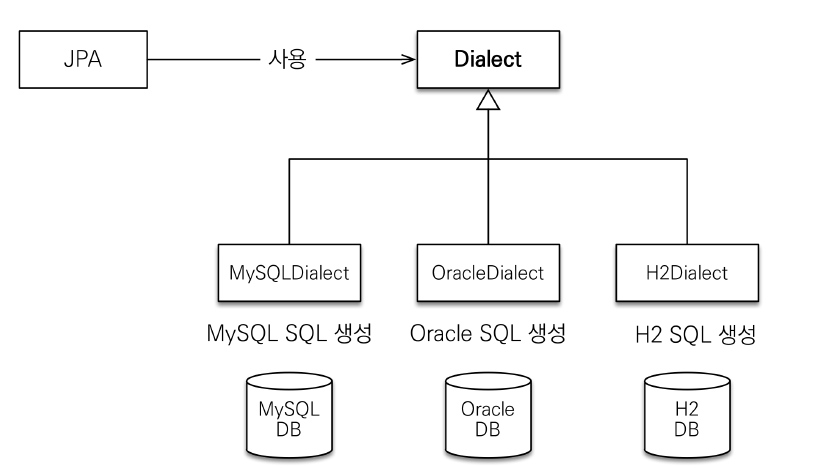 JPA
사용
Dialect
MySQLDialect
OracleDialect
H2Dialect
MySQL SQL 생성
Oracle SQL 생성
H2 SQL 생성
MySQL
DB
Oracle
DB
H2
DB